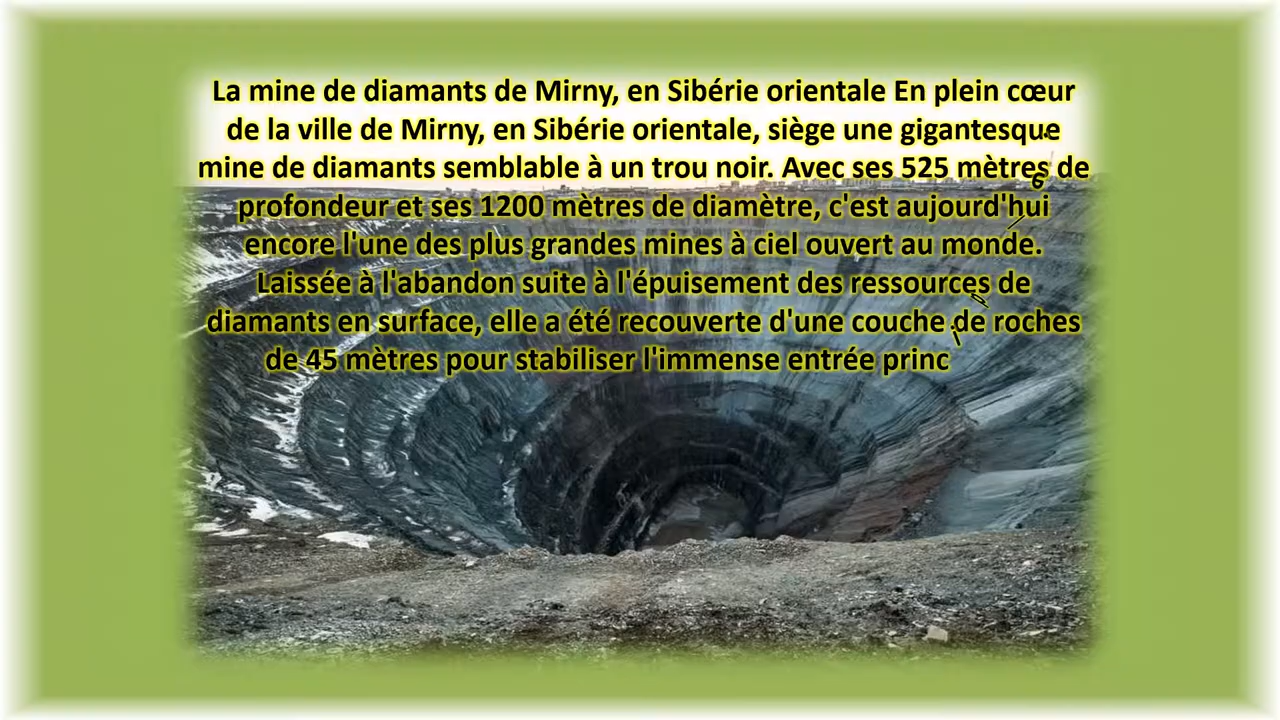 La mine de diamants de Mirny, en Sibérie orientale En plein cœur
de la ville de Mirny, en Sibérie orientale, siège une gigantesque
mine de diamants semblable à un trou noir. Avec ses 525 mètres de
profondeur et ses 1200 mètres de diamètre, c'est aujourd'hui
encore l'une des plus grandes mines à ciel ouvert au monde.
Laissée à l'abandon suite à l'épuisement des ressources de
diamants en surface, elle a été recouverte d'une couche de roches
de 45 mètres pour stabiliser l'immense entrée princ